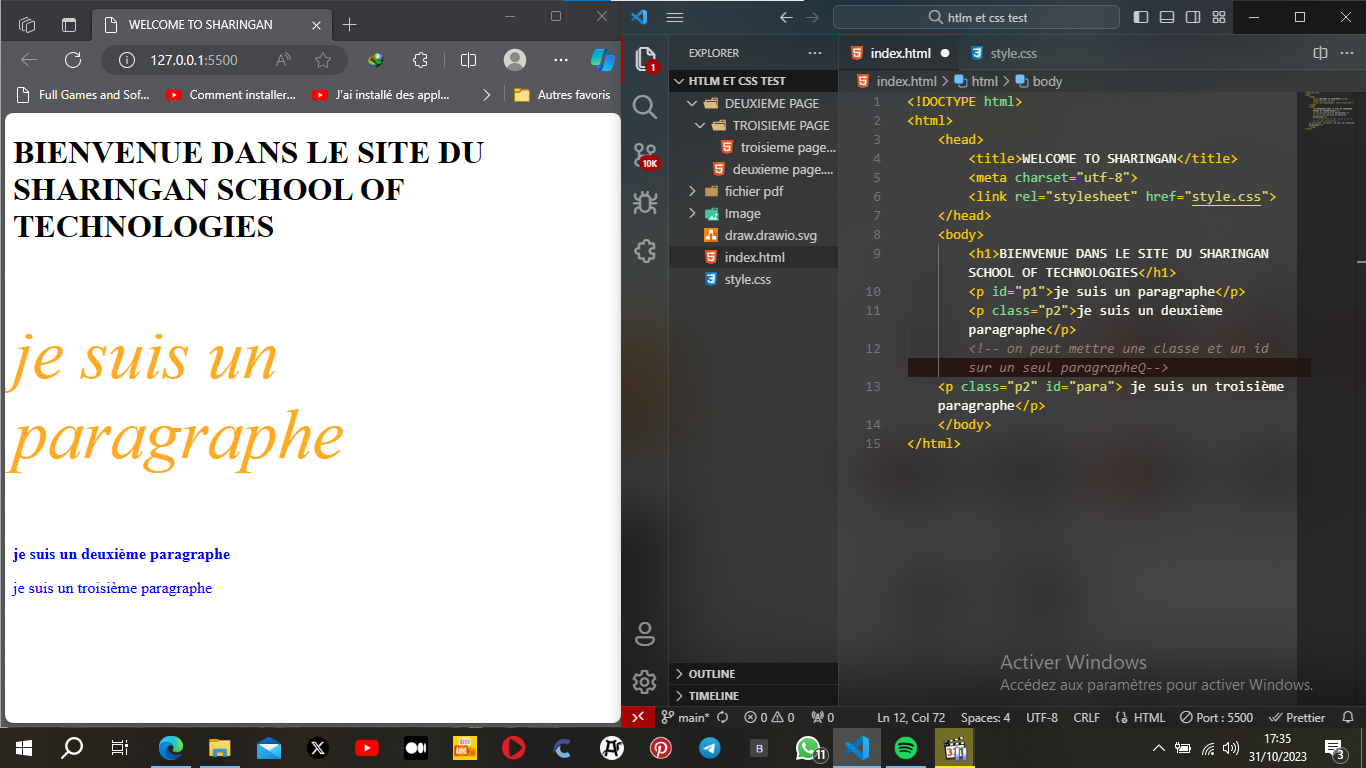 WELCOME TO SHARINGAN
127.0.0.1:5500
Full Games and Sof...
Comment installer...
J'ai installé des appl...
Autres favoris
BIENVENUE DANS LE SITE DU
SHARINGAN SCHOOL OF
TECHNOLOGIES
je suis un
paragraphe
je suis un deuxième paragraphe
je suis un troisième paragraphe
htlm et css test
EXPLORER
1
10K
HTLM ET CSS TEST
DEUXIEME PAGE
TROISIEME PAGE
troisieme page...
deuxieme page....
fichier pdf
Image
draw.drawio.svg
index.html
style.css
OUTLINE
TIMELINE
index.html
style.css
index.html > html > body
1 <!DOCTYPE html>
2 <html>
3 <head>
4 <title>WELCOME TO SHARINGAN</title>
5 <meta charset="utf-8">
6 <link rel="stylesheet" href="style.css">
7 </head>
8 <body>
9 <h1>BIENVENUE DANS LE SITE DU SHARINGAN
SCHOOL OF TECHNOLOGIES</h1>
10 <p id="p1">je suis un paragraphe</p>
11 <p class="p2">je suis un deuxième
paragraphe</p>
12 <!-- on peut mettre une classe et un id
sur un seul paragrapheQ-->
13 <p class="p2" id="para"> je suis un troisième
paragraphe</p>
14 </body>
15 </html>
Activer Windows
Accédez aux paramètres pour activer Windows.
main* 0 0 0 Ln 12, Col 72 Spaces: 4 UTF-8 CRLF HTML Port : 5500 Prettier
11
17:35
31/10/2023
3